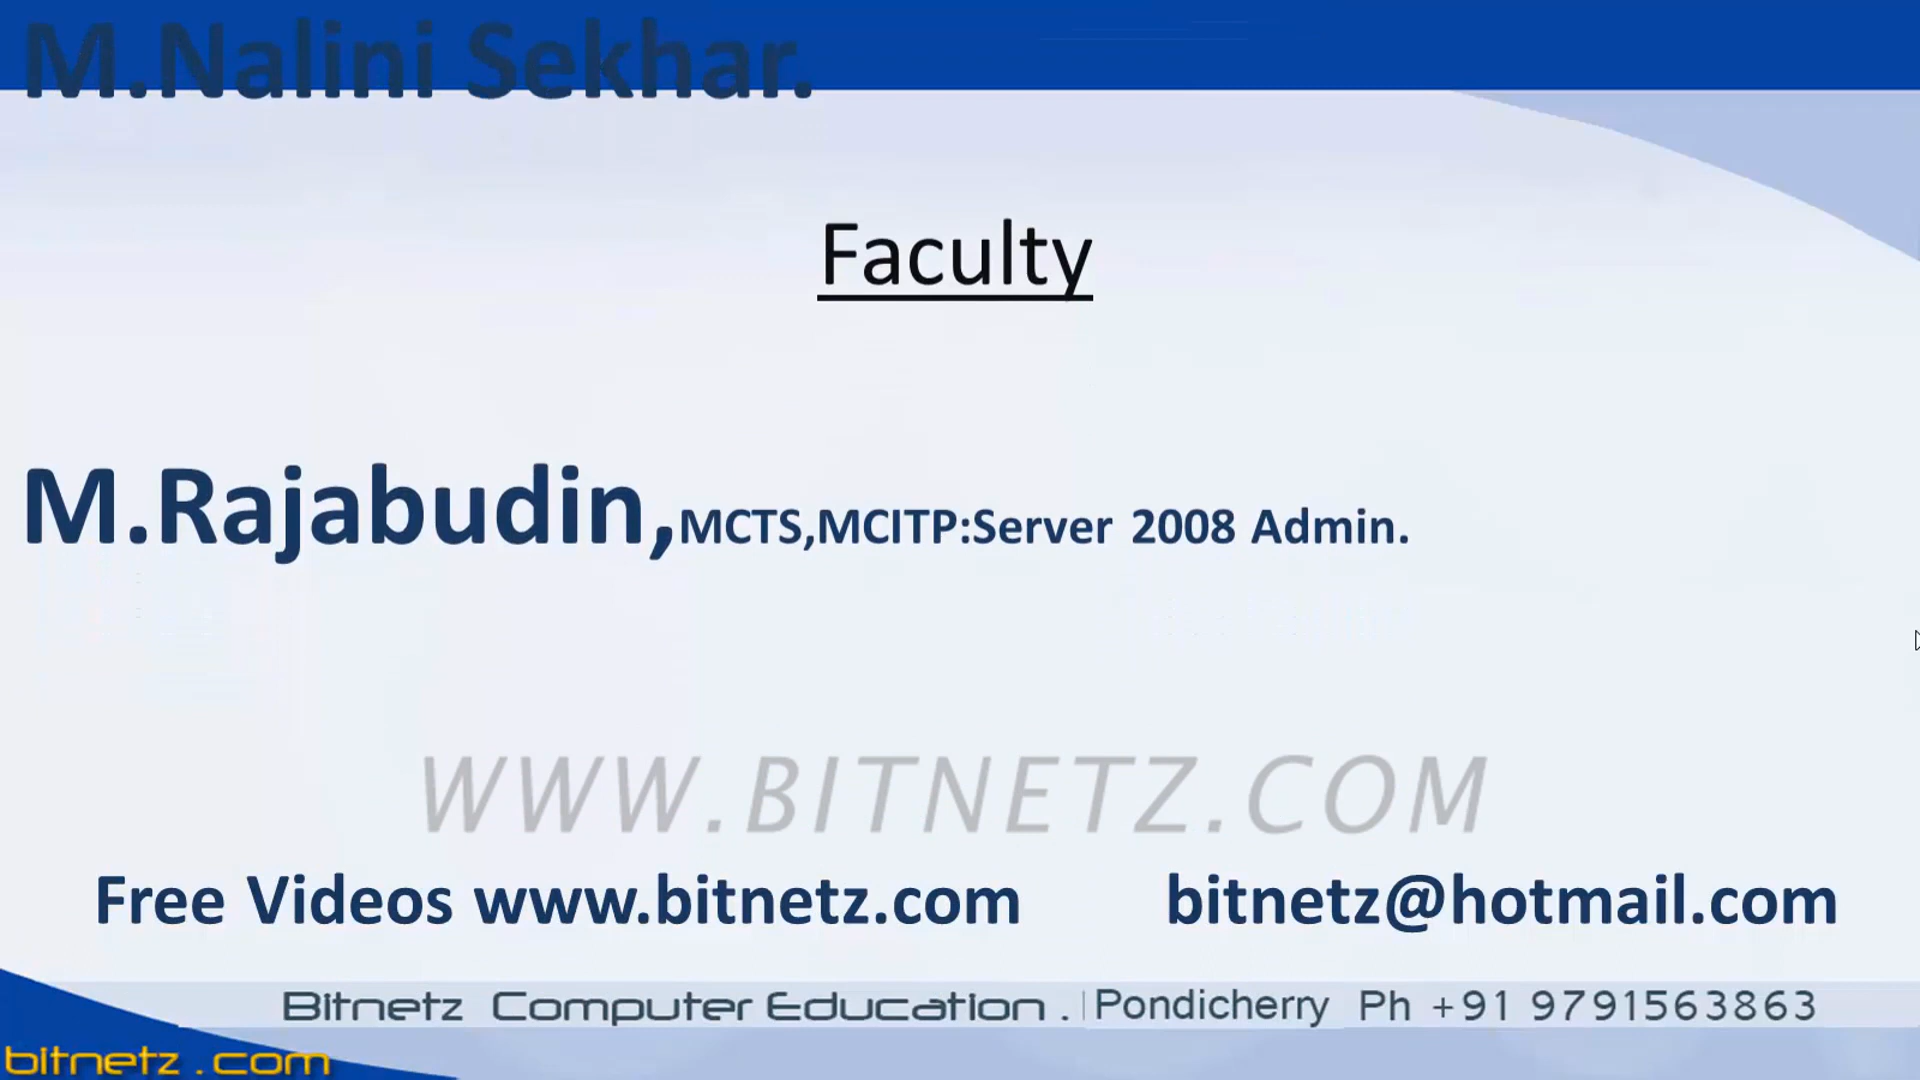 M.Nalini Sekhar.
Faculty
M.Rajabudin,MCTS,MCITP:Server 2008 Admin.
WWW.BITNETZ.COM
Free Videos www.bitnetz.com bitnetz@hotmail.com
Bitnetz Computer Education . Pondicherry Ph +91 9791563863
bitnetz.com